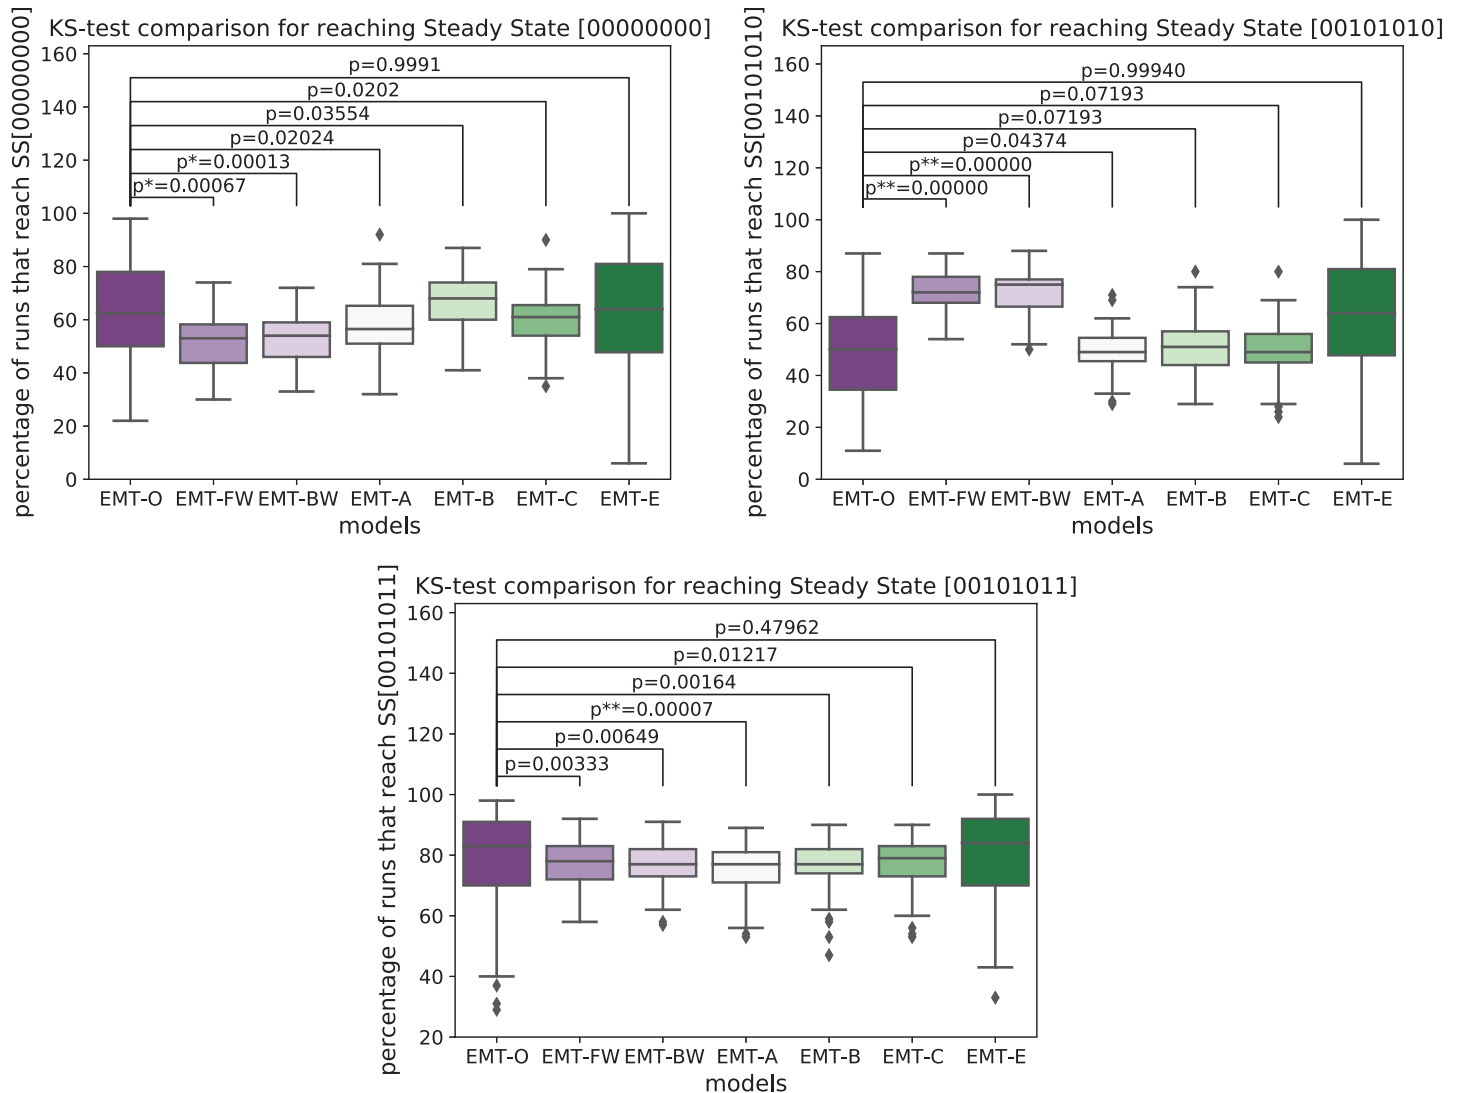 KS-test comparison for reaching Steady State [00000000]
percentage of runs that reach SS[00000000]
160
140
120
100
80
60
40
20
0
p=0.9991
p=0.0202
p=0.03554
p=0.02024
p*=0.00013
p*=0.00067
EMT-O EMT-FW EMT-BW EMT-A EMT-B EMT-C EMT-E
models
KS-test comparison for reaching Steady State [00101010]
percentage of runs that reach SS[00101010]
160
140
120
100
80
60
40
20
0
p=0.99940
p=0.07193
p=0.07193
p=0.04374
p**=0.00000
p**=0.00000
EMT-O EMT-FW EMT-BW EMT-A EMT-B EMT-C EMT-E
models
KS-test comparison for reaching Steady State [00101011]
percentage of runs that reach SS[00101011]
160
140
120
100
80
60
40
20
p=0.47962
p=0.01217
p=0.00164
p**=0.00007
p=0.00649
p=0.00333
EMT-O EMT-FW EMT-BW EMT-A EMT-B EMT-C EMT-E
models